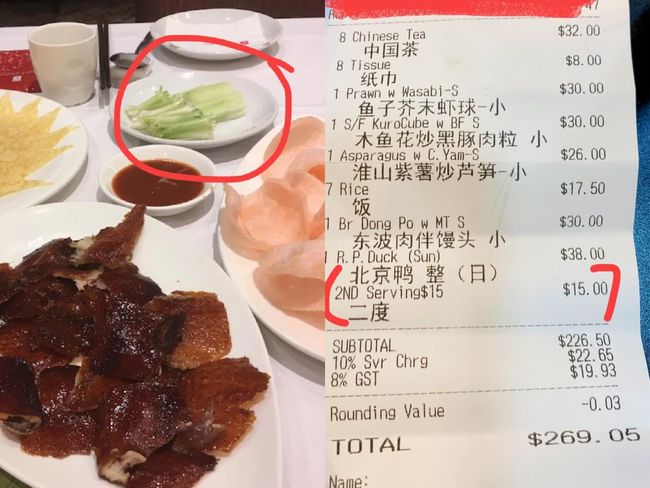 8 Chinese Tea $32.00
中国茶
8 Tissue $8.00
纸巾
1 Prawn w Wasabi-S $30.00
鱼子芥末虾球-小
1 S/F KuroCube w BF S $30.00
木鱼花炒黑豚肉粒 小
1 Asparagus w C.Yam-S $26.00
淮山紫薯炒芦笋-小
7 Rice $17.50
饭
1 Br Dong Po w MT S $30.00
东波肉伴馒头 小
1 R.P.Duck (Sun) $38.00
北京鸭 整（日）
2ND Serving$15 $15.00
二度
SUBTOTAL $226.50
10% Svr Chrg $22.65
8% GST $19.93
Rounding Value -0.03
TOTAL $269.05
Name: